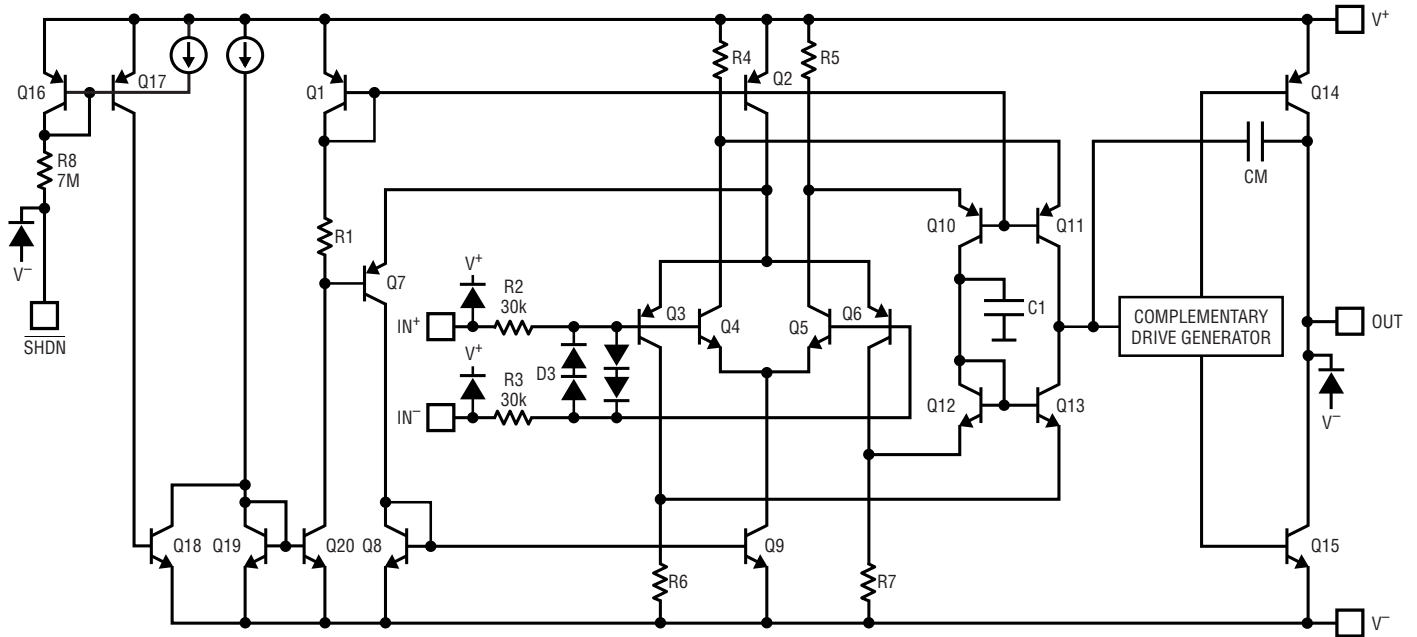 V+
R4
Q2
R5
Q16
Q17
Q1
Q14
R8
7M
CM
V−
R1
Q10
Q11
Q7
V+
R2
30k
IN+
Q3
Q4
Q5
Q6
C1
COMPLEMENTARY
DRIVE GENERATOR
OUT
SHDN
V+
R3
30k
D3
IN−
Q12
Q13
V−
Q18
Q19
Q20
Q8
Q9
Q15
R6
R7
V−